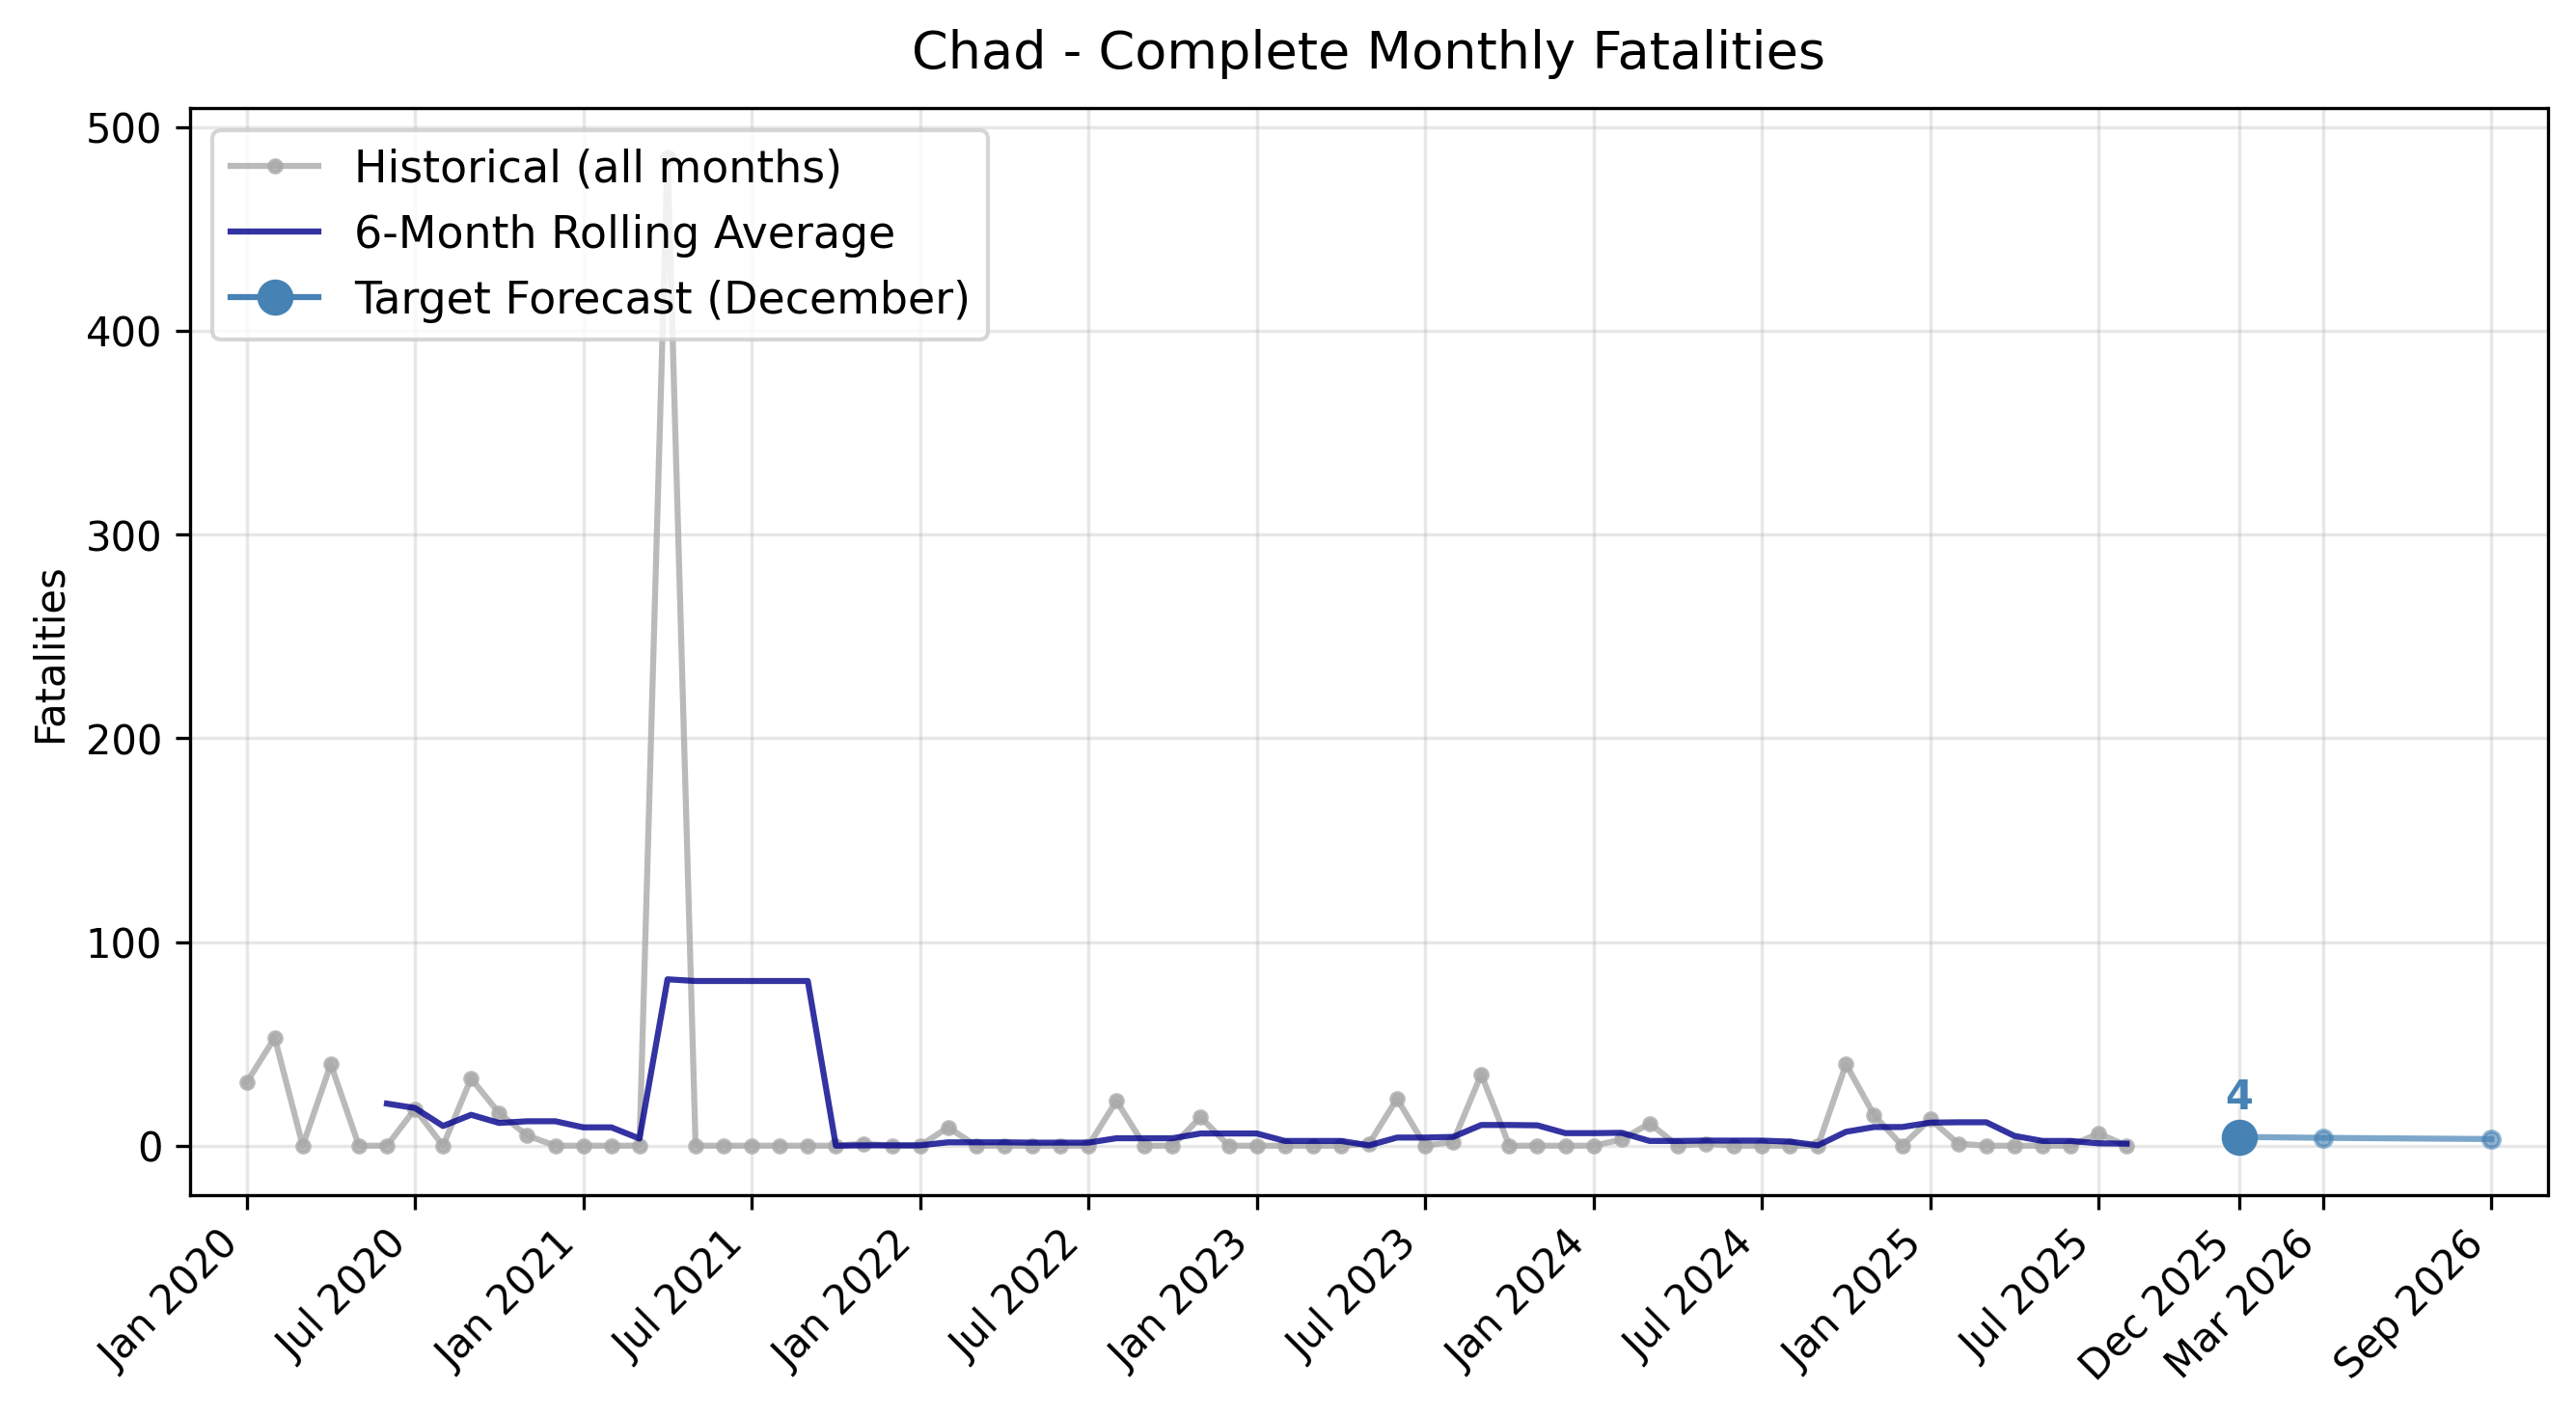 Chad - Complete Monthly Fatalities
500
400
300
200
100
0
Fatalities
Historical (all months)
6-Month Rolling Average
Target Forecast (December)
4
Jan 2020
Jul 2020
Jan 2021
Jul 2021
Jan 2022
Jul 2022
Jan 2023
Jul 2023
Jan 2024
Jul 2024
Jan 2025
Jul 2025
Dec 2025
Mar 2026
Sep 2026